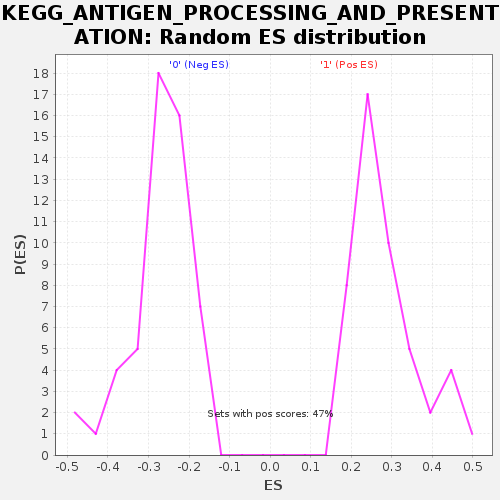 KEGG_ANTIGEN_PROCESSING_AND_PRESENT
ATION: Random ES distribution
'0' (Neg ES)
'1' (Pos ES)
18
17
16
15
14
13
12
11
10
9
8
7
6
5
4
3
2
1
0
P(ES)
Sets with pos scores: 47%
-0.5 -0.4 -0.3 -0.2 -0.1 0.0 0.1 0.2 0.3 0.4 0.5
ES